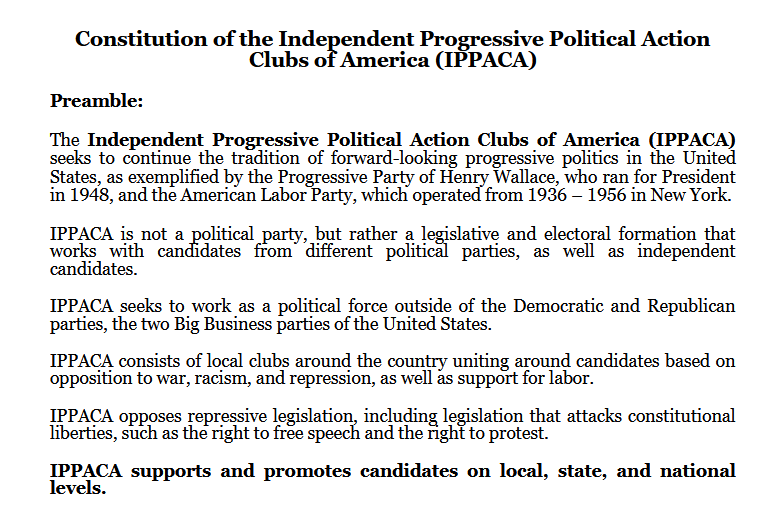 Constitution of the Independent Progressive Political Action
Clubs of America (IPPACA)
Preamble:
The Independent Progressive Political Action Clubs of America (IPPACA)
seeks to continue the tradition of forward-looking progressive politics in the United
States, as exemplified by the Progressive Party of Henry Wallace, who ran for President
in 1948, and the American Labor Party, which operated from 1936 – 1956 in New York.
IPPACA is not a political party, but rather a legislative and electoral formation that
works with candidates from different political parties, as well as independent
candidates.
IPPACA seeks to work as a political force outside of the Democratic and Republican
parties, the two Big Business parties of the United States.
IPPACA consists of local clubs around the country uniting around candidates based on
opposition to war, racism, and repression, as well as support for labor.
IPPACA opposes repressive legislation, including legislation that attacks constitutional
liberties, such as the right to free speech and the right to protest.
IPPACA supports and promotes candidates on local, state, and national
levels.